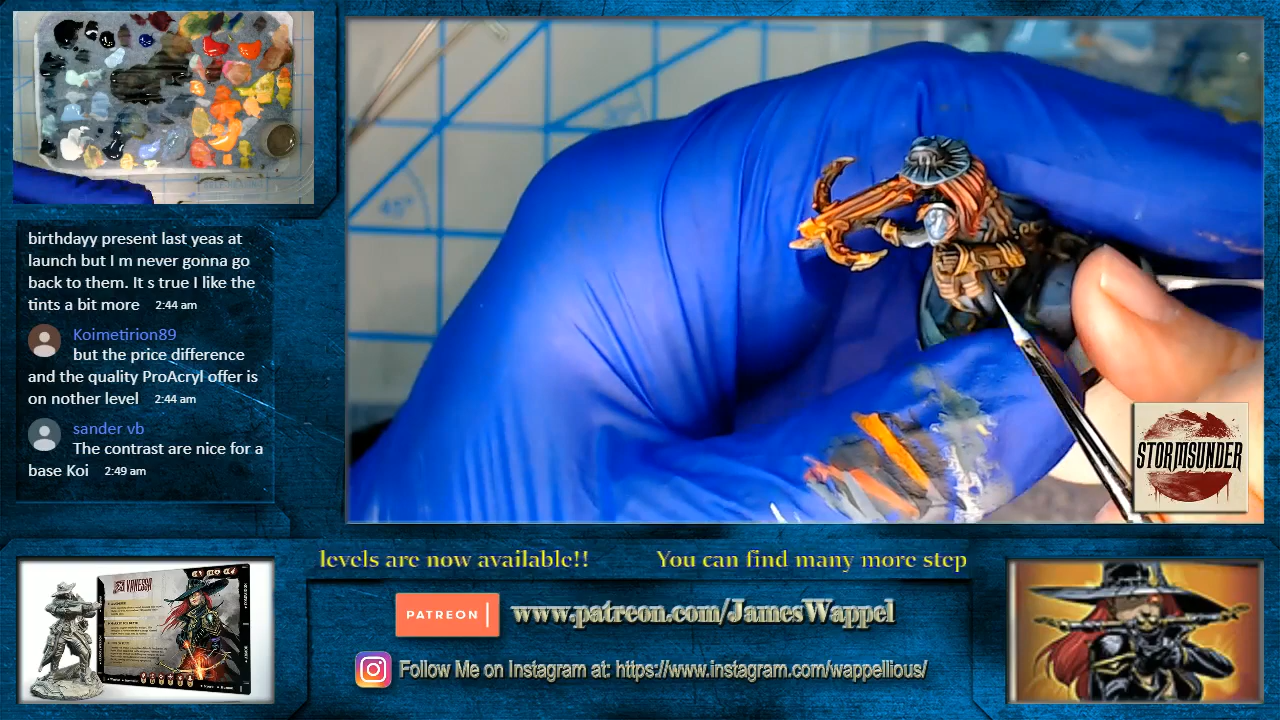 birthdayy present last yeas at
launch but I m never gonna go
back to them. It s true I like the
tints a bit more 2:44 am
Koimetirion89
but the price difference
and the quality ProAcryl offer is
on nother level 2:44 am
sander vb
The contrast are nice for a
base Koi 2:49 am
45°
STORMSUNDER
levels are now available!! You can find many more step
VANESSA
PATREON
www.patreon.com/JamesWappel
Follow Me on Instagram at: https://www.instagram.com/wappellious/